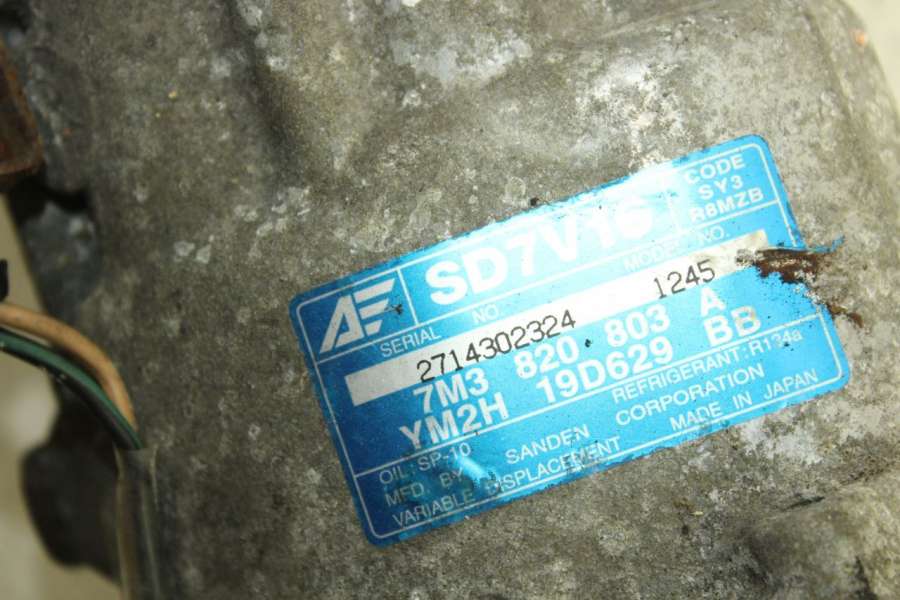 AE SD7V16 CODE
SY3
R8MZB
SERIAL NO. MODEL NO.
2714302324 1245
7M3 820 803 A
YM2H 19D629 BB
OIL: SP-10 REFRIGERANT: R134a
MFD. BY SANDEN CORPORATION
VARIABLE DISPLACEMENT MADE IN JAPAN